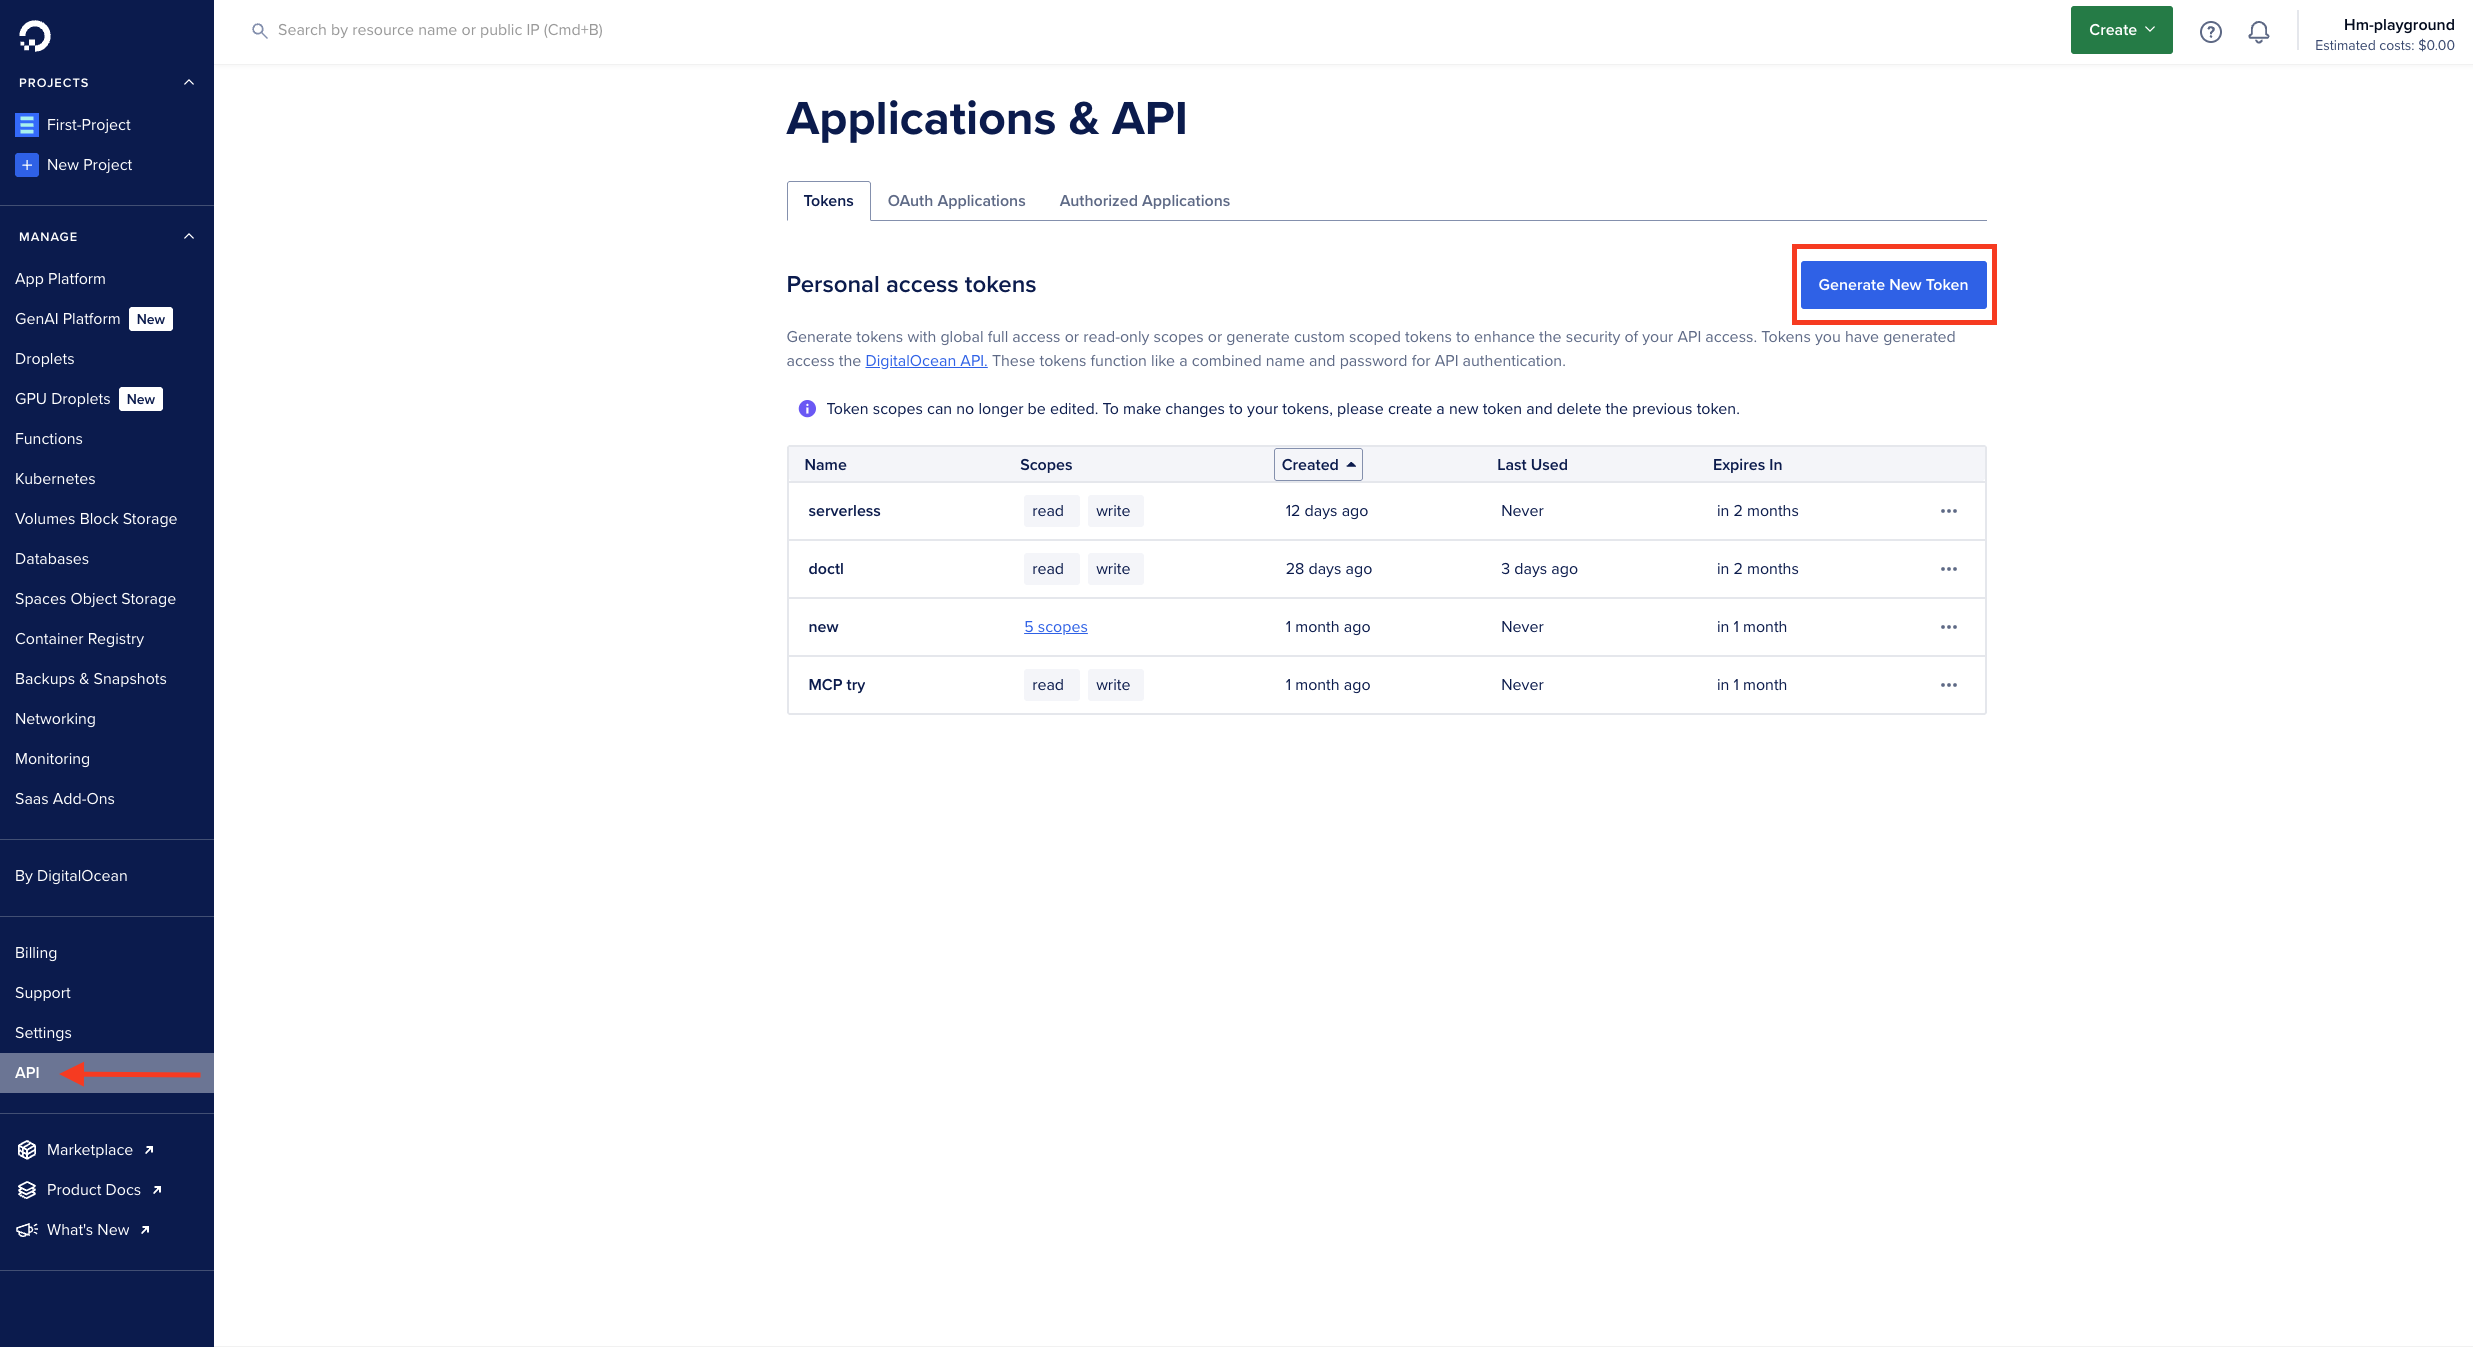 Search by resource name or public IP (Cmd+B)
Create
Hm-playground
Estimated costs: $0.00
PROJECTS
First-Project
New Project
MANAGE
App Platform
GenAI Platform New
Droplets
GPU Droplets New
Functions
Kubernetes
Volumes Block Storage
Databases
Spaces Object Storage
Container Registry
Backups & Snapshots
Networking
Monitoring
Saas Add-Ons
By DigitalOcean
Billing
Support
Settings
API
Marketplace
Product Docs
What's New
Applications & API
Tokens OAuth Applications Authorized Applications
Personal access tokens
Generate New Token
Generate tokens with global full access or read-only scopes or generate custom scoped tokens to enhance the security of your API access. Tokens you have generated
access the DigitalOcean API. These tokens function like a combined name and password for API authentication.
Token scopes can no longer be edited. To make changes to your tokens, please create a new token and delete the previous token.
Name Scopes Created Last Used Expires In
serverless read write 12 days ago Never in 2 months
doctl read write 28 days ago 3 days ago in 2 months
new 5 scopes 1 month ago Never in 1 month
MCP try read write 1 month ago Never in 1 month